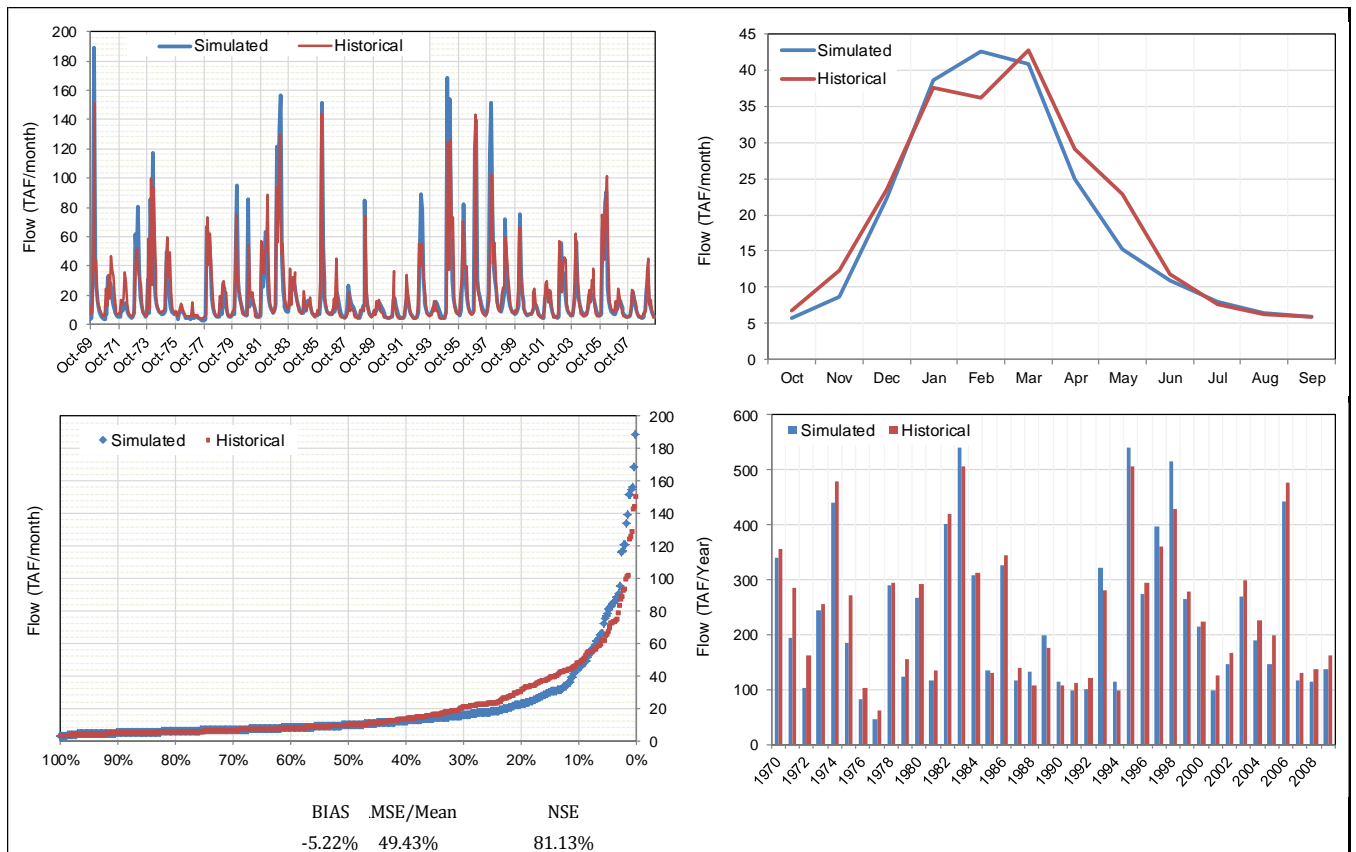 Simulated Historical
Flow (TAF/month)
200
180
160
140
120
100
80
60
40
20
0
Oct-69 Oct-71 Oct-73 Oct-75 Oct-77 Oct-79 Oct-81 Oct-83 Oct-85 Oct-87 Oct-89 Oct-91 Oct-93 Oct-95 Oct-97 Oct-99 Oct-01 Oct-03 Oct-05 Oct-07
Simulated
Historical
Flow (TAF/month)
45
40
35
30
25
20
15
10
5
0
Oct Nov Dec Jan Feb Mar Apr May Jun Jul Aug Sep
Simulated Historical
Flow (TAF/month)
200
180
160
140
120
100
80
60
40
20
0
100% 90% 80% 70% 60% 50% 40% 30% 20% 10% 0%
Simulated Historical
Flow (TAF/Year)
600
500
400
300
200
100
0
1970 1972 1974 1976 1978 1980 1982 1984 1986 1988 1990 1992 1994 1996 1998 2000 2002 2004 2006 2008
BIAS .MSE/Mean NSE
-5.22% 49.43% 81.13%